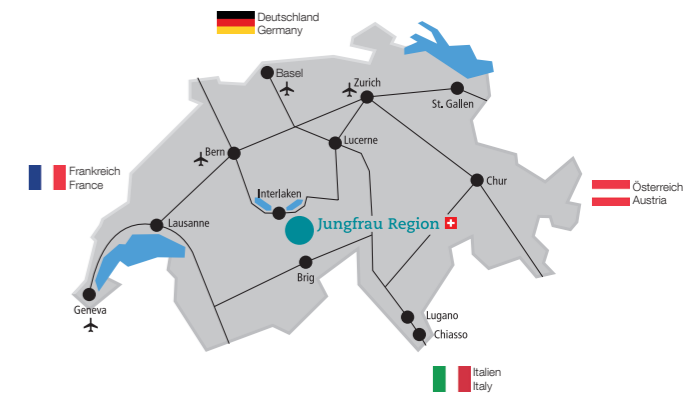 Deutschland
Germany
Basel
Zurich
St. Gallen
Bern
Lucerne
Frankreich
France
Interlaken
Chur
Österreich
Austria
Lausanne
Jungfrau Region
Brig
Geneva
Lugano
Chiasso
Italien
Italy